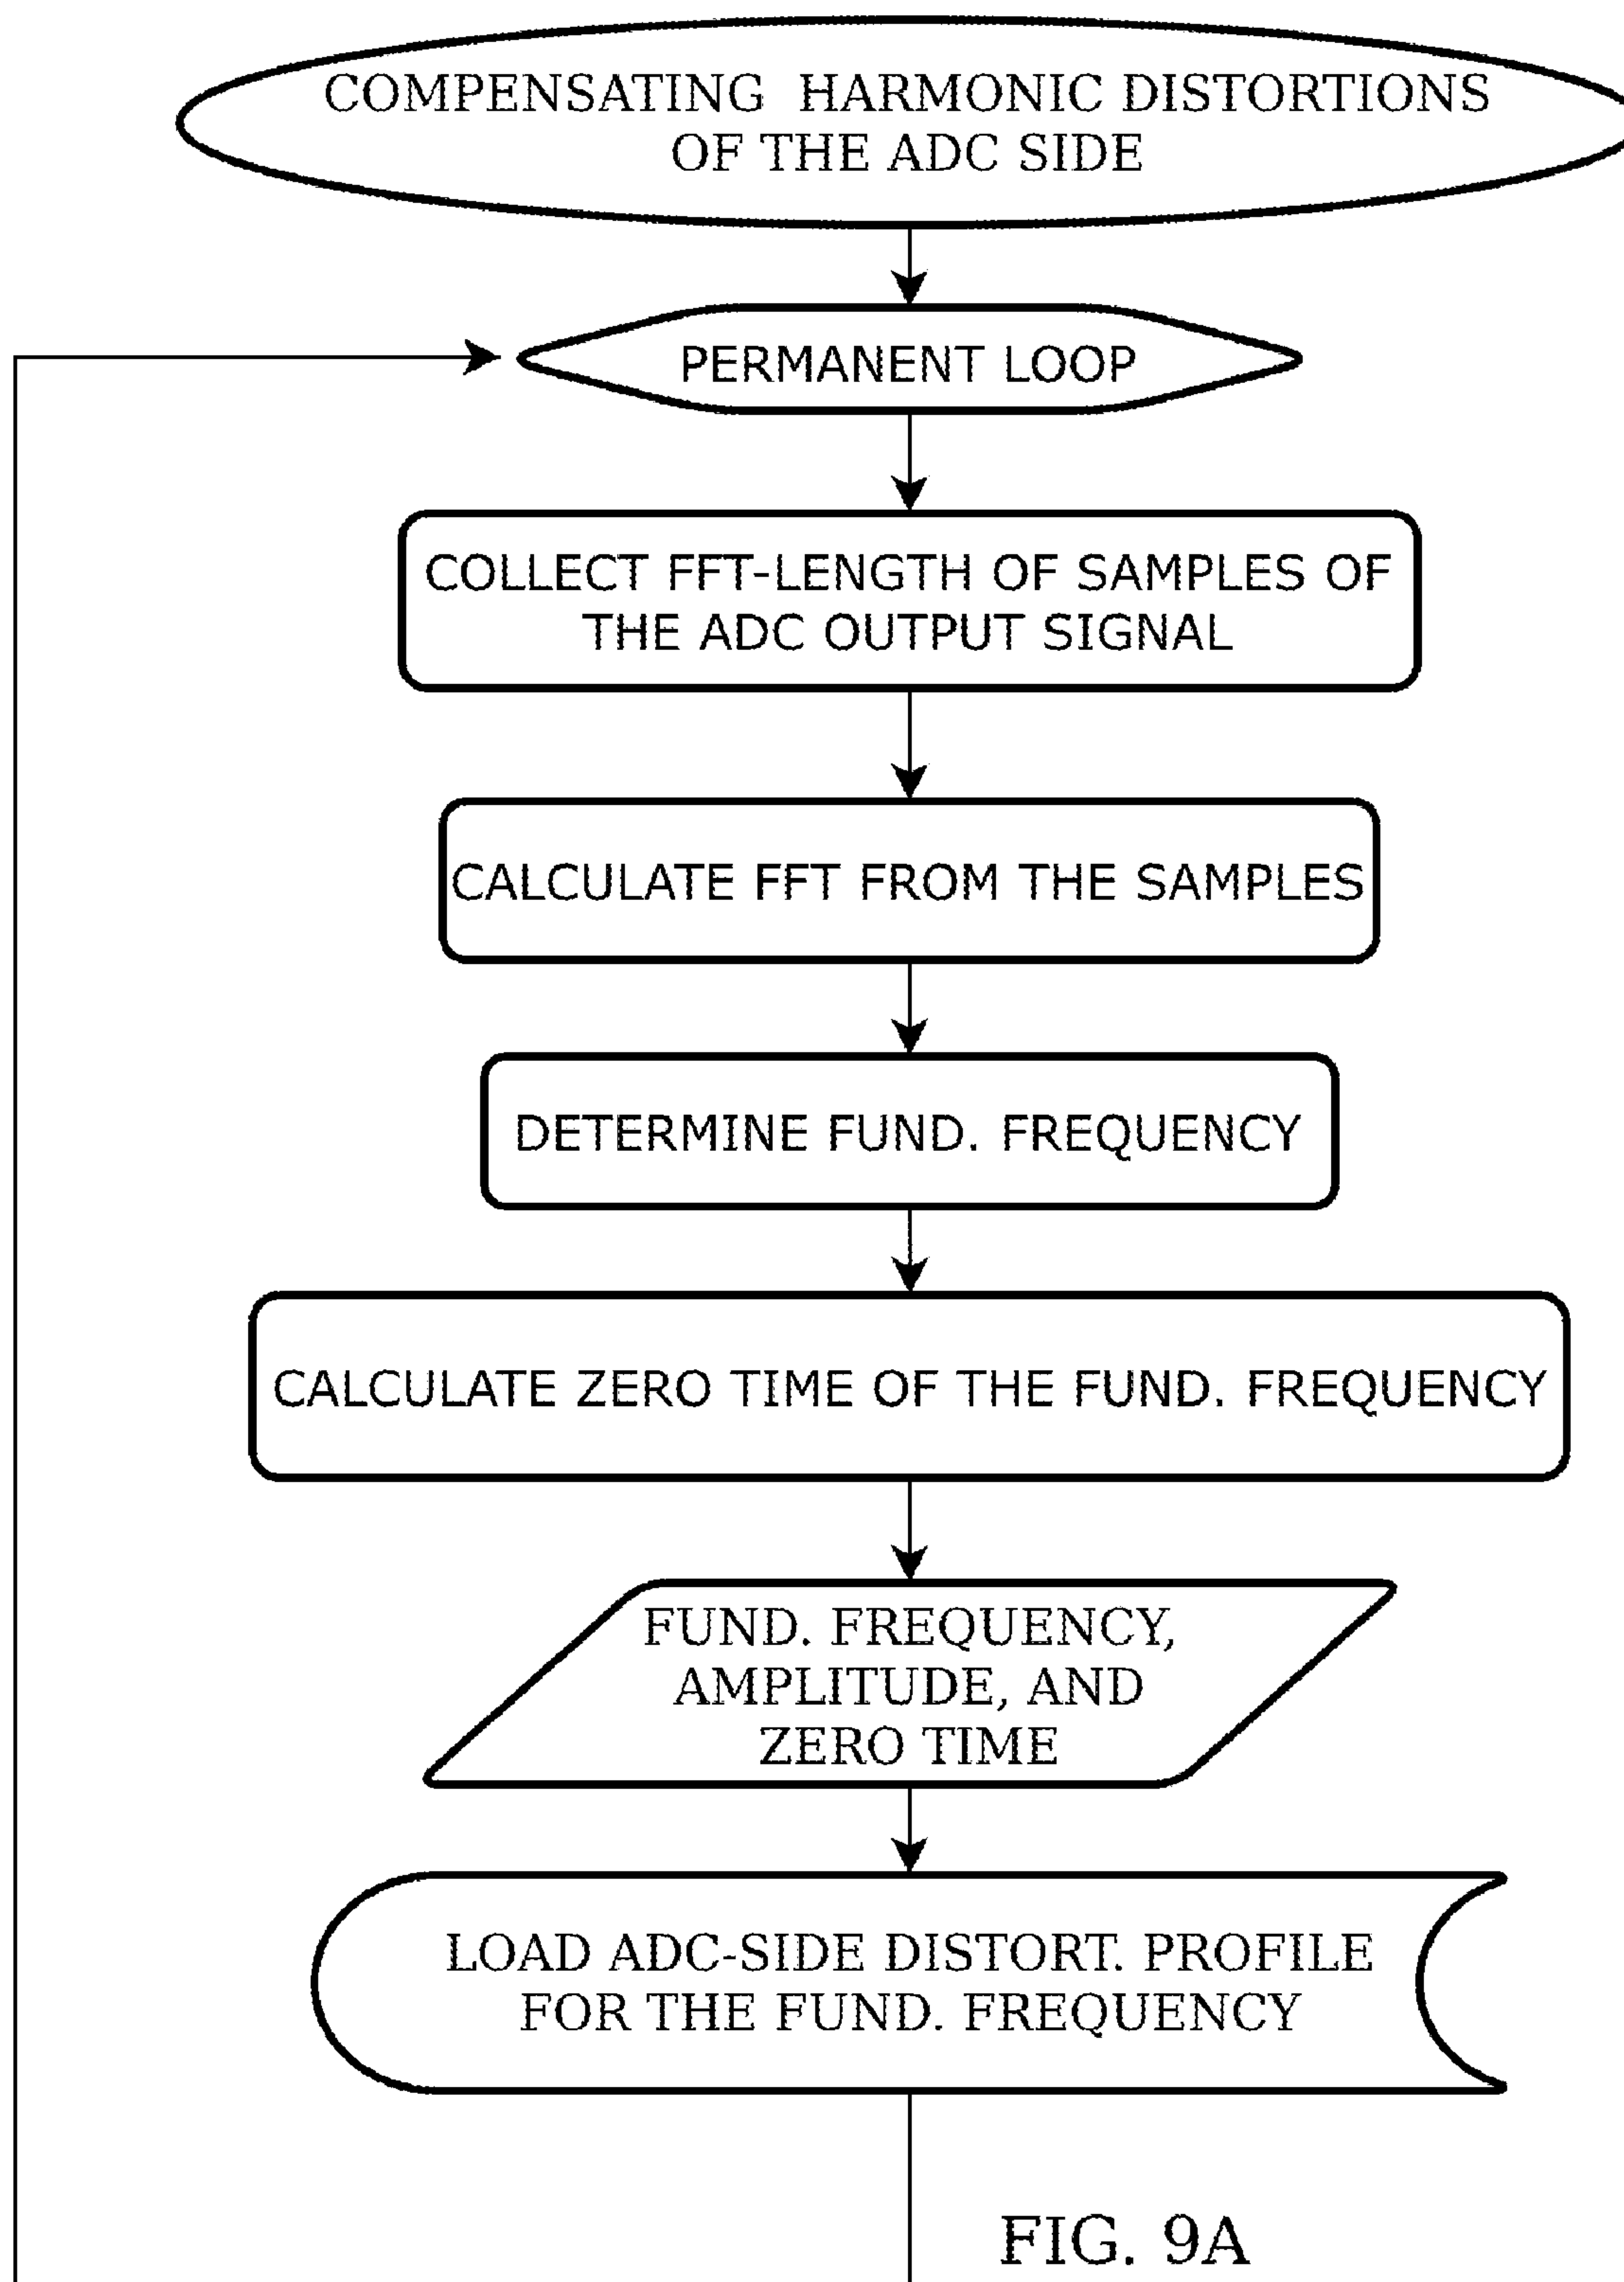 COMPENSATING HARMONIC DISTORTIONS
OF THE ADC SIDE
PERMANENT LOOP
COLLECT FFT-LENGTH OF SAMPLES OF
THE ADC OUTPUT SIGNAL
CALCULATE FFT FROM THE SAMPLES
DETERMINE FUND. FREQUENCY
CALCULATE ZERO TIME OF THE FUND. FREQUENCY
FUND. FREQUENCY,
AMPLITUDE, AND
ZERO TIME
LOAD ADC-SIDE DISTORT. PROFILE
FOR THE FUND. FREQUENCY
FIG. 9A